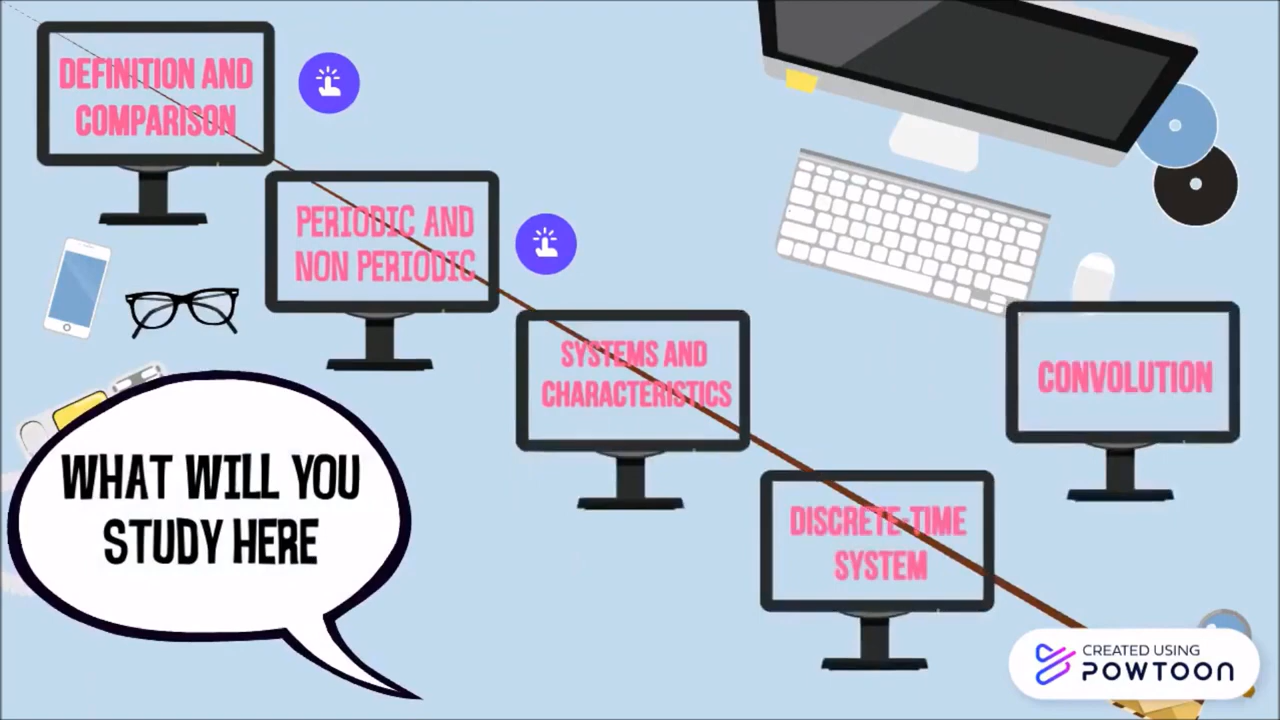 DEFINITION AND
COMPARISON
PERIODIC AND
NON PERIODIC
SYSTEMS AND
CHARACTERISTICS
CONVOLUTION
DISCRETE-TIME
SYSTEM
WHAT WILL YOU
STUDY HERE
CREATED USING
POWTOON